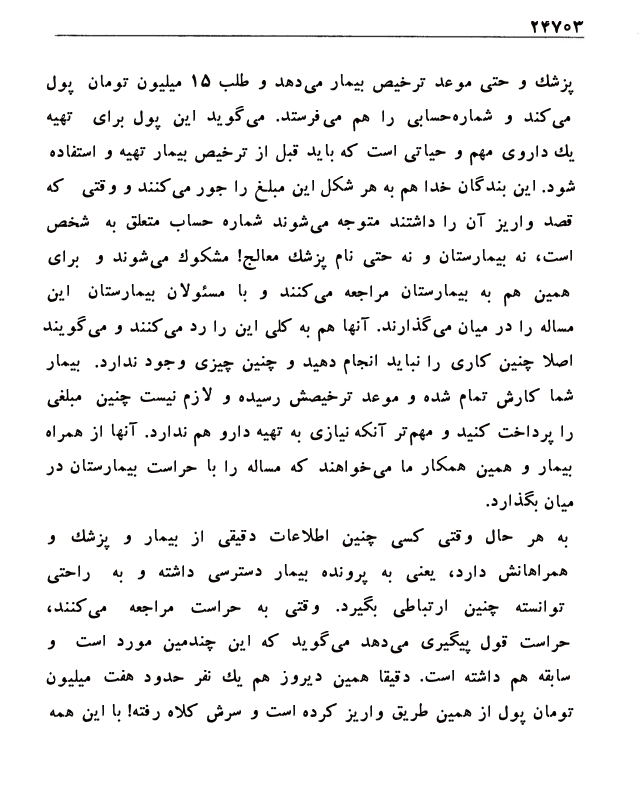 ۲۴۷۰۳
پزشك و حتی موعد ترخیص بیمار می‌دهد و طلب ۱۵ میلیون تومان پول
می‌کند و شماره‌حسابی را هم می‌فرستد. می‌گوید این پول برای تهیه
یك داروی مهم و حیاتی است که باید قبل از ترخیص بیمار تهیه و استفاده
شود. این بندگان خدا هم به هر شکل این مبلغ را جور می‌کنند و وقتی که
قصد واریز آن را داشتند متوجه می‌شوند شماره حساب متعلق به شخص
است، نه بیمارستان و نه حتی نام پزشك معالج! مشکوك می‌شوند و برای
همین هم به بیمارستان مراجعه می‌کنند و با مسئولان بیمارستان این
مساله را در میان می‌گذارند. آنها هم به کلی این را رد می‌کنند و می‌گویند
اصلا چنین کاری را نباید انجام دهید و چنین چیزی وجود ندارد. بیمار
شما کارش تمام شده و موعد ترخیصش رسیده و لازم نیست چنین مبلغی
را پرداخت کنید و مهم‌تر آنکه نیازی به تهیه دارو هم ندارد. آنها از همراه
بیمار و همین همکار ما می‌خواهند که مساله را با حراست بیمارستان در
میان بگذارد.
به هر حال وقتی کسی چنین اطلاعات دقیقی از بیمار و پزشك و
همراهانش دارد، یعنی به پرونده بیمار دسترسی داشته و به راحتی
توانسته چنین ارتباطی بگیرد. وقتی به حراست مراجعه می‌کنند،
حراست قول پیگیری می‌دهد می‌گوید که این چندمین مورد است و
سابقه هم داشته است. دقیقا همین دیروز هم یك نفر حدود هفت میلیون
تومان پول از همین طریق واریز کرده است و سرش کلاه رفته! با این همه